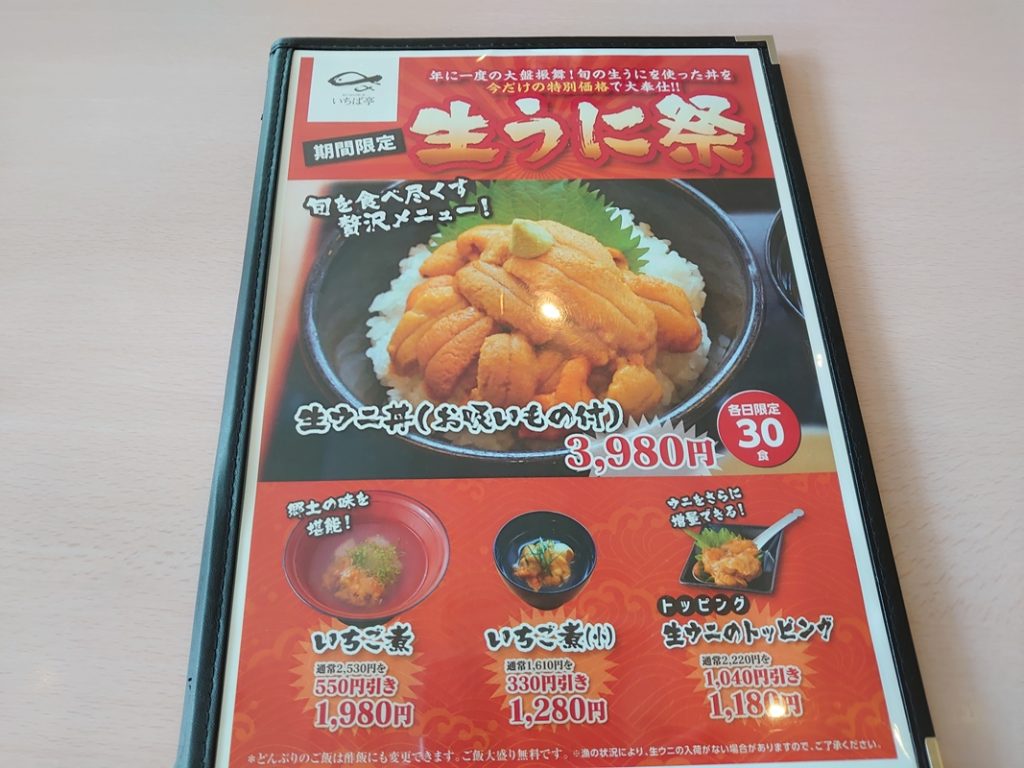 いちば亭
年に一度の大盤振舞！旬の生うにを使った丼を
今だけの特別価格で大奉仕!!
期間限定
生うに祭
旬を食べ尽くす
贅沢メニュー！
生ウニ丼(お吸いもの付)
3,980円
各日限定
30
食
郷土の味を
堪能！
いちご煮
通常2,530円を
550円引き
1,980円
いちご煮(小)
通常1,610円を
330円引き
1,280円
ウニをさらに
増量できる！
トッピング
生ウニのトッピング
通常2,220円を
1,040円引き
1,180円
＊どんぶりのご飯は酢飯にも変更できます。ご飯大盛り無料です。 ※漁の状況により、生ウニの入荷がない場合がありますので、ご了承ください。